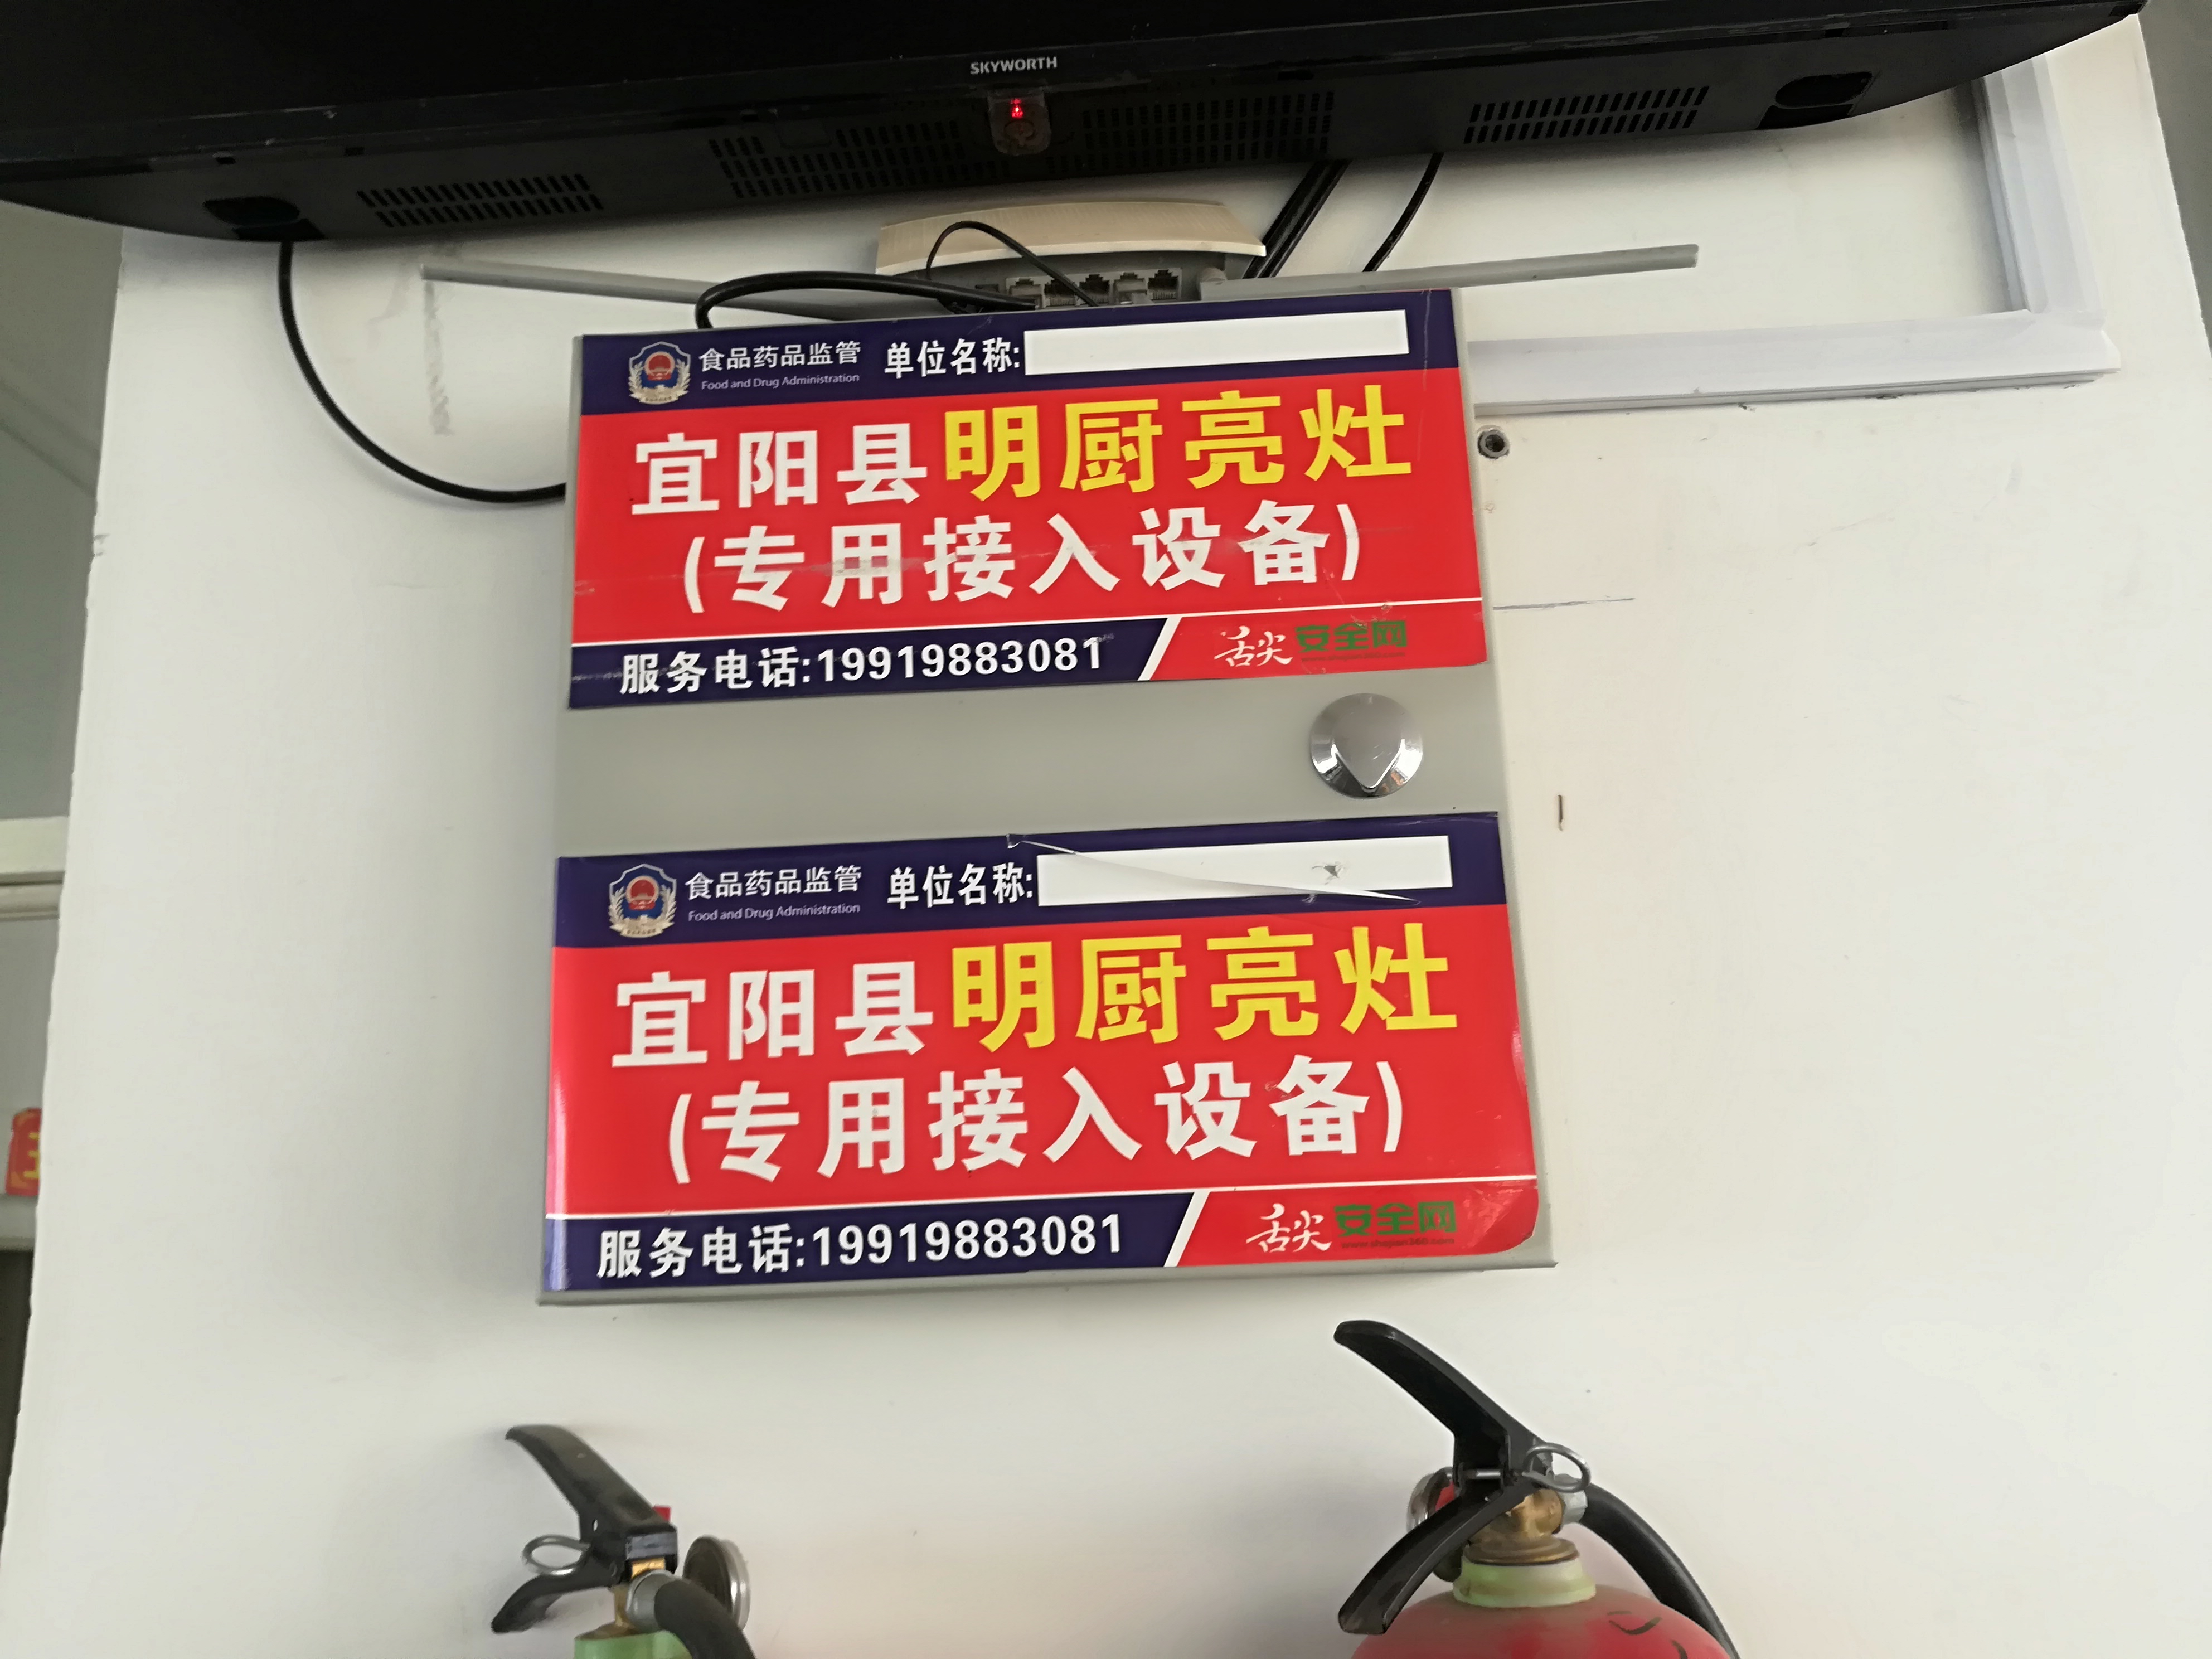 SKYWORTH
食品药品监管 单位名称:
Food and Drug Administration
宜阳县明厨亮灶
(专用接入设备)
服务电话:19919883081 舌尖安全网
食品药品监管 单位名称:
Food and Drug Administration
宜阳县明厨亮灶
(专用接入设备)
服务电话:19919883081 舌尖安全网
www.shejian360.com